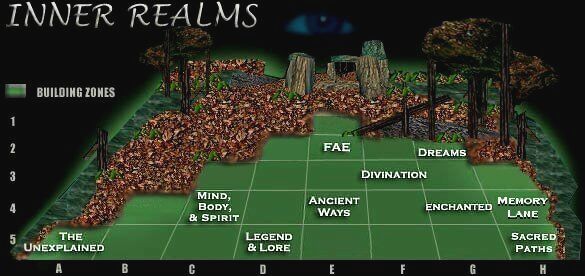 INNER REALMS
BUILDING ZONES
1
2
FAE
DREAMS
3
DIVINATION
4
MIND,
BODY,
& SPIRIT
ANCIENT
WAYS
ENCHANTED
MEMORY
LANE
5
THE
UNEXPLAINED
LEGEND
& LORE
SACRED
PATHS
A B C D E F G H